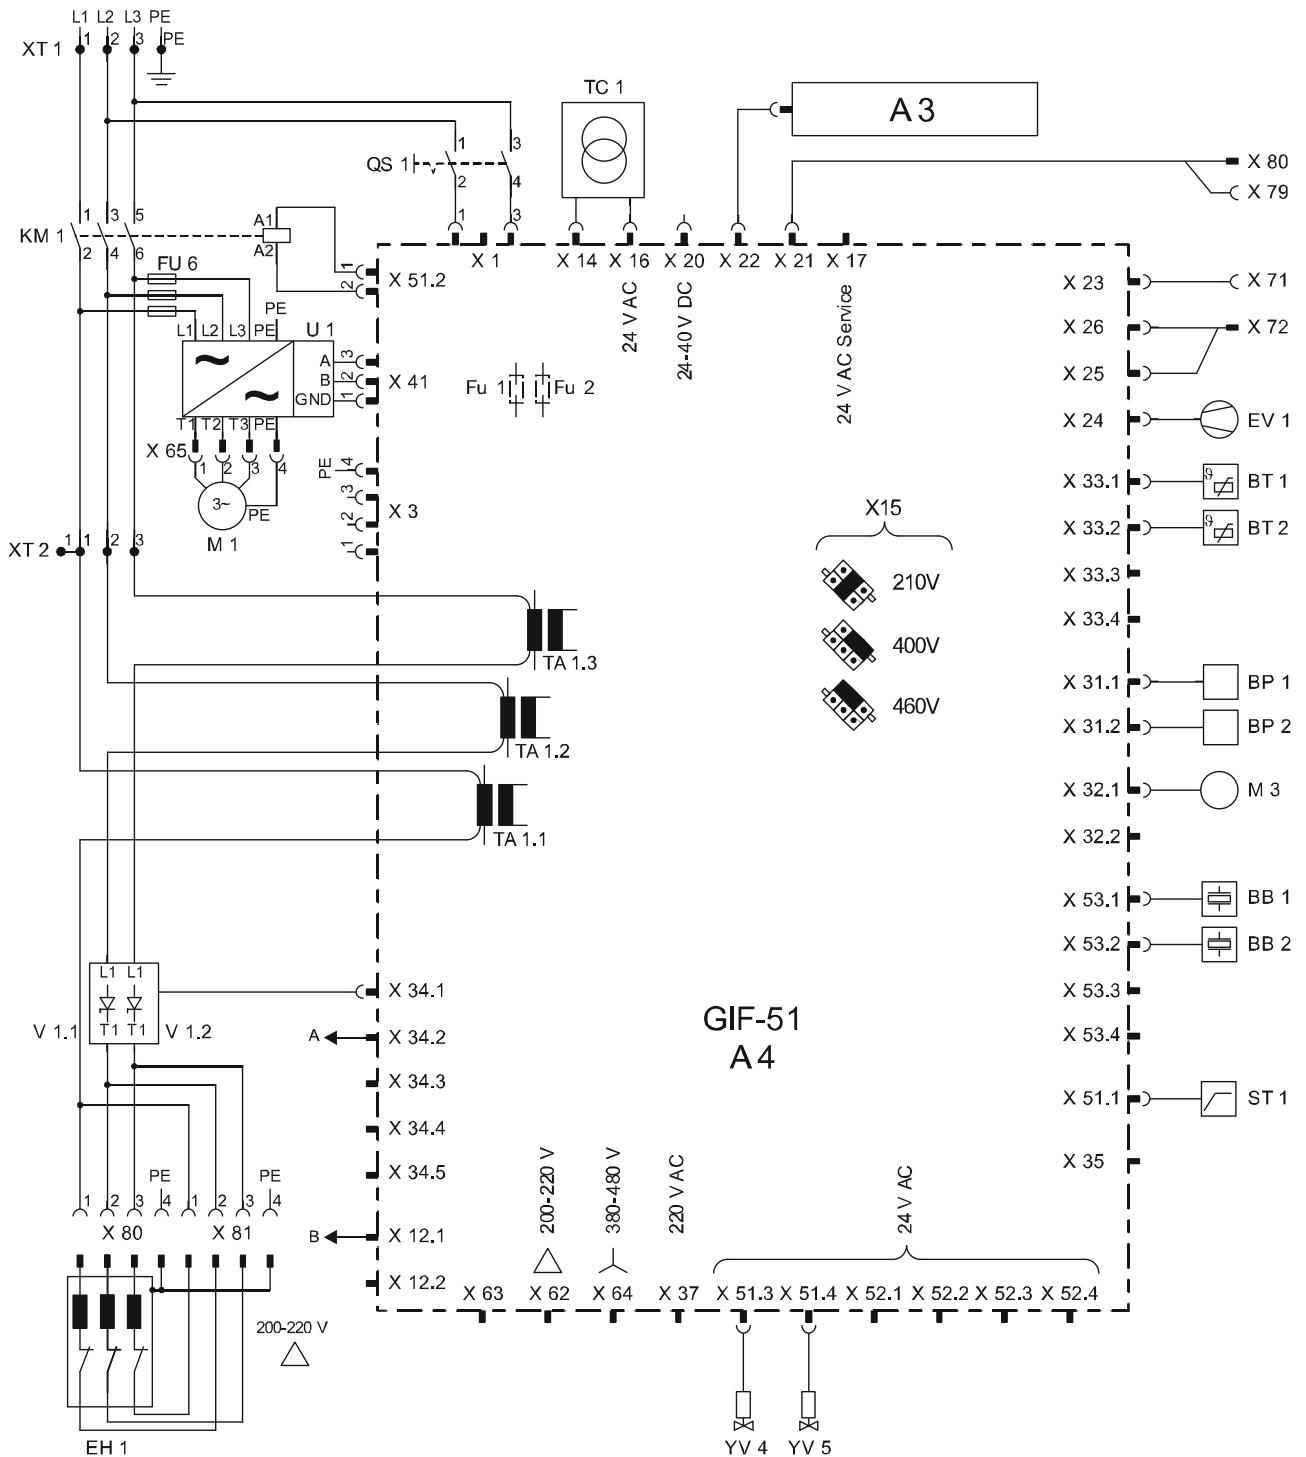 L1 L2 L3 PE
XT 1 1 2 3 PE
TC 1
A 3
QS 1 1 3
2 4
1 3
X 80
X 79
KM 1 1 3 5 A1
2 4 6 A2
FU 6
X 1 X 14 X 16 X 20 X 22 X 21 X 17
24 V AC
24-40 V DC
24 V AC Service
1
2
X 51.2
X 23 X 71
X 26 X 72
X 25
L1 L2 L3 PE PE U 1
A 3
B 2
GND 1
X 41
Fu 1 Fu 2
T1 T2 T3 PE
X 65
1 2 3 4
3~
PE
M 1
X 24 EV 1
PE 4
3
2
1
X 3
X 33.1 ϑ BT 1
X 33.2 ϑ BT 2
X 33.3
X 33.4
XT 2 1 1 2 3
X15
210V
400V
460V
TA 1.3
TA 1.2
TA 1.1
X 31.1 BP 1
X 31.2 BP 2
X 32.1 M 3
X 32.2
X 53.1 BB 1
X 53.2 BB 2
X 53.3
X 53.4
L1 L1
T1 T1
V 1.1 V 1.2
X 34.1
A X 34.2
X 34.3
X 34.4
X 34.5
GIF-51
A 4
X 51.1 ST 1
X 35
PE PE
1 2 3 4 1 2 3 4
X 80 X 81
B X 12.1
X 12.2
200-220 V
380-480 V
220 V AC
24 V AC
X 63 X 62 X 64 X 37 X 51.3 X 51.4 X 52.1 X 52.2 X 52.3 X 52.4
200-220 V
EH 1
YV 4 YV 5